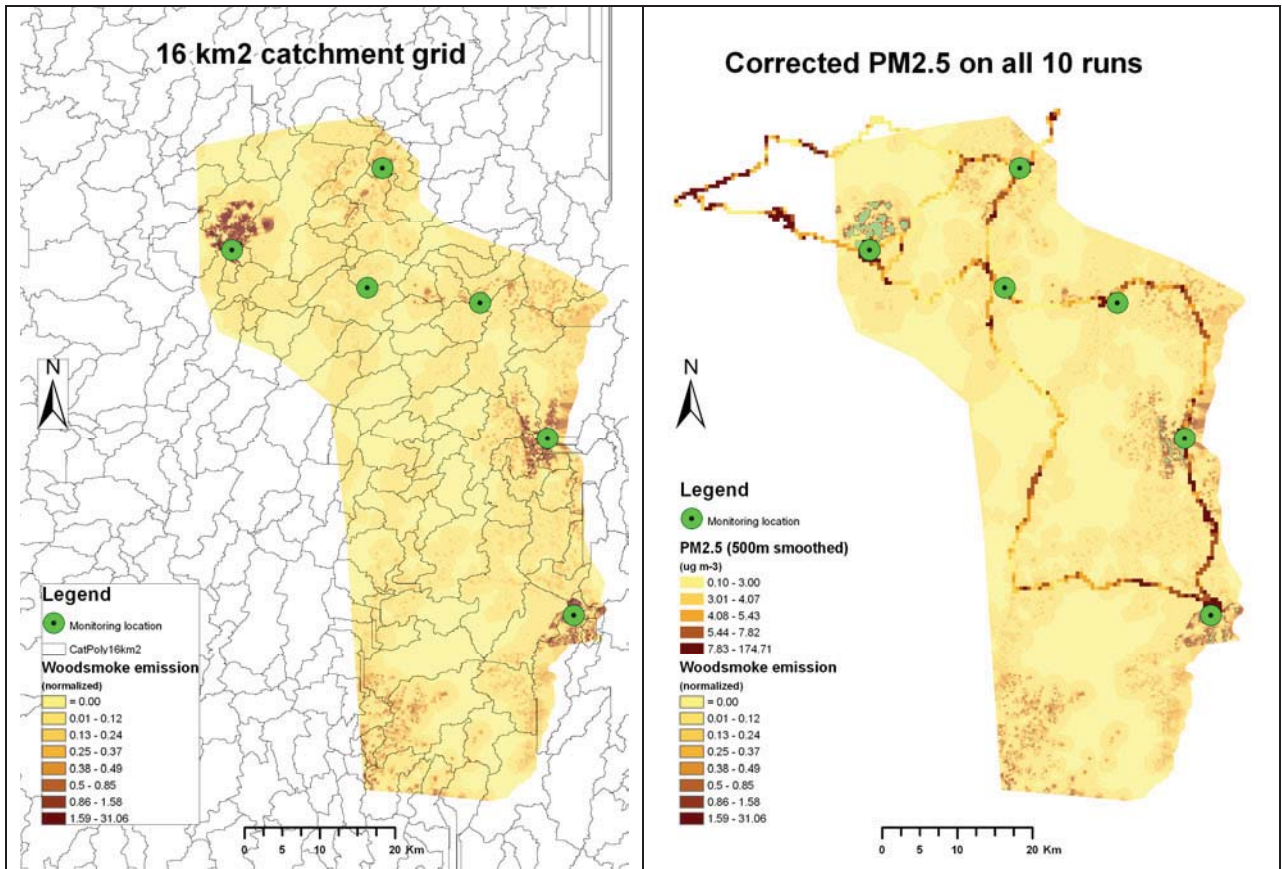 16 km2 catchment grid
N
Legend
Monitoring location
CatPoly16km2
Woodsmoke emission
(normalized)
= 0.00
0.01 - 0.12
0.13 - 0.24
0.25 - 0.37
0.38 - 0.49
0.5 - 0.85
0.86 - 1.58
1.59 - 31.06
0 5 10 20 Km
Corrected PM2.5 on all 10 runs
N
Legend
Monitoring location
PM2.5 (500m smoothed)
(ug m-3)
0.10 - 3.00
3.01 - 4.07
4.08 - 5.43
5.44 - 7.82
7.83 - 174.71
Woodsmoke emission
(normalized)
= 0.00
0.01 - 0.12
0.13 - 0.24
0.25 - 0.37
0.38 - 0.49
0.5 - 0.85
0.86 - 1.58
1.59 - 31.06
0 5 10 20 Km